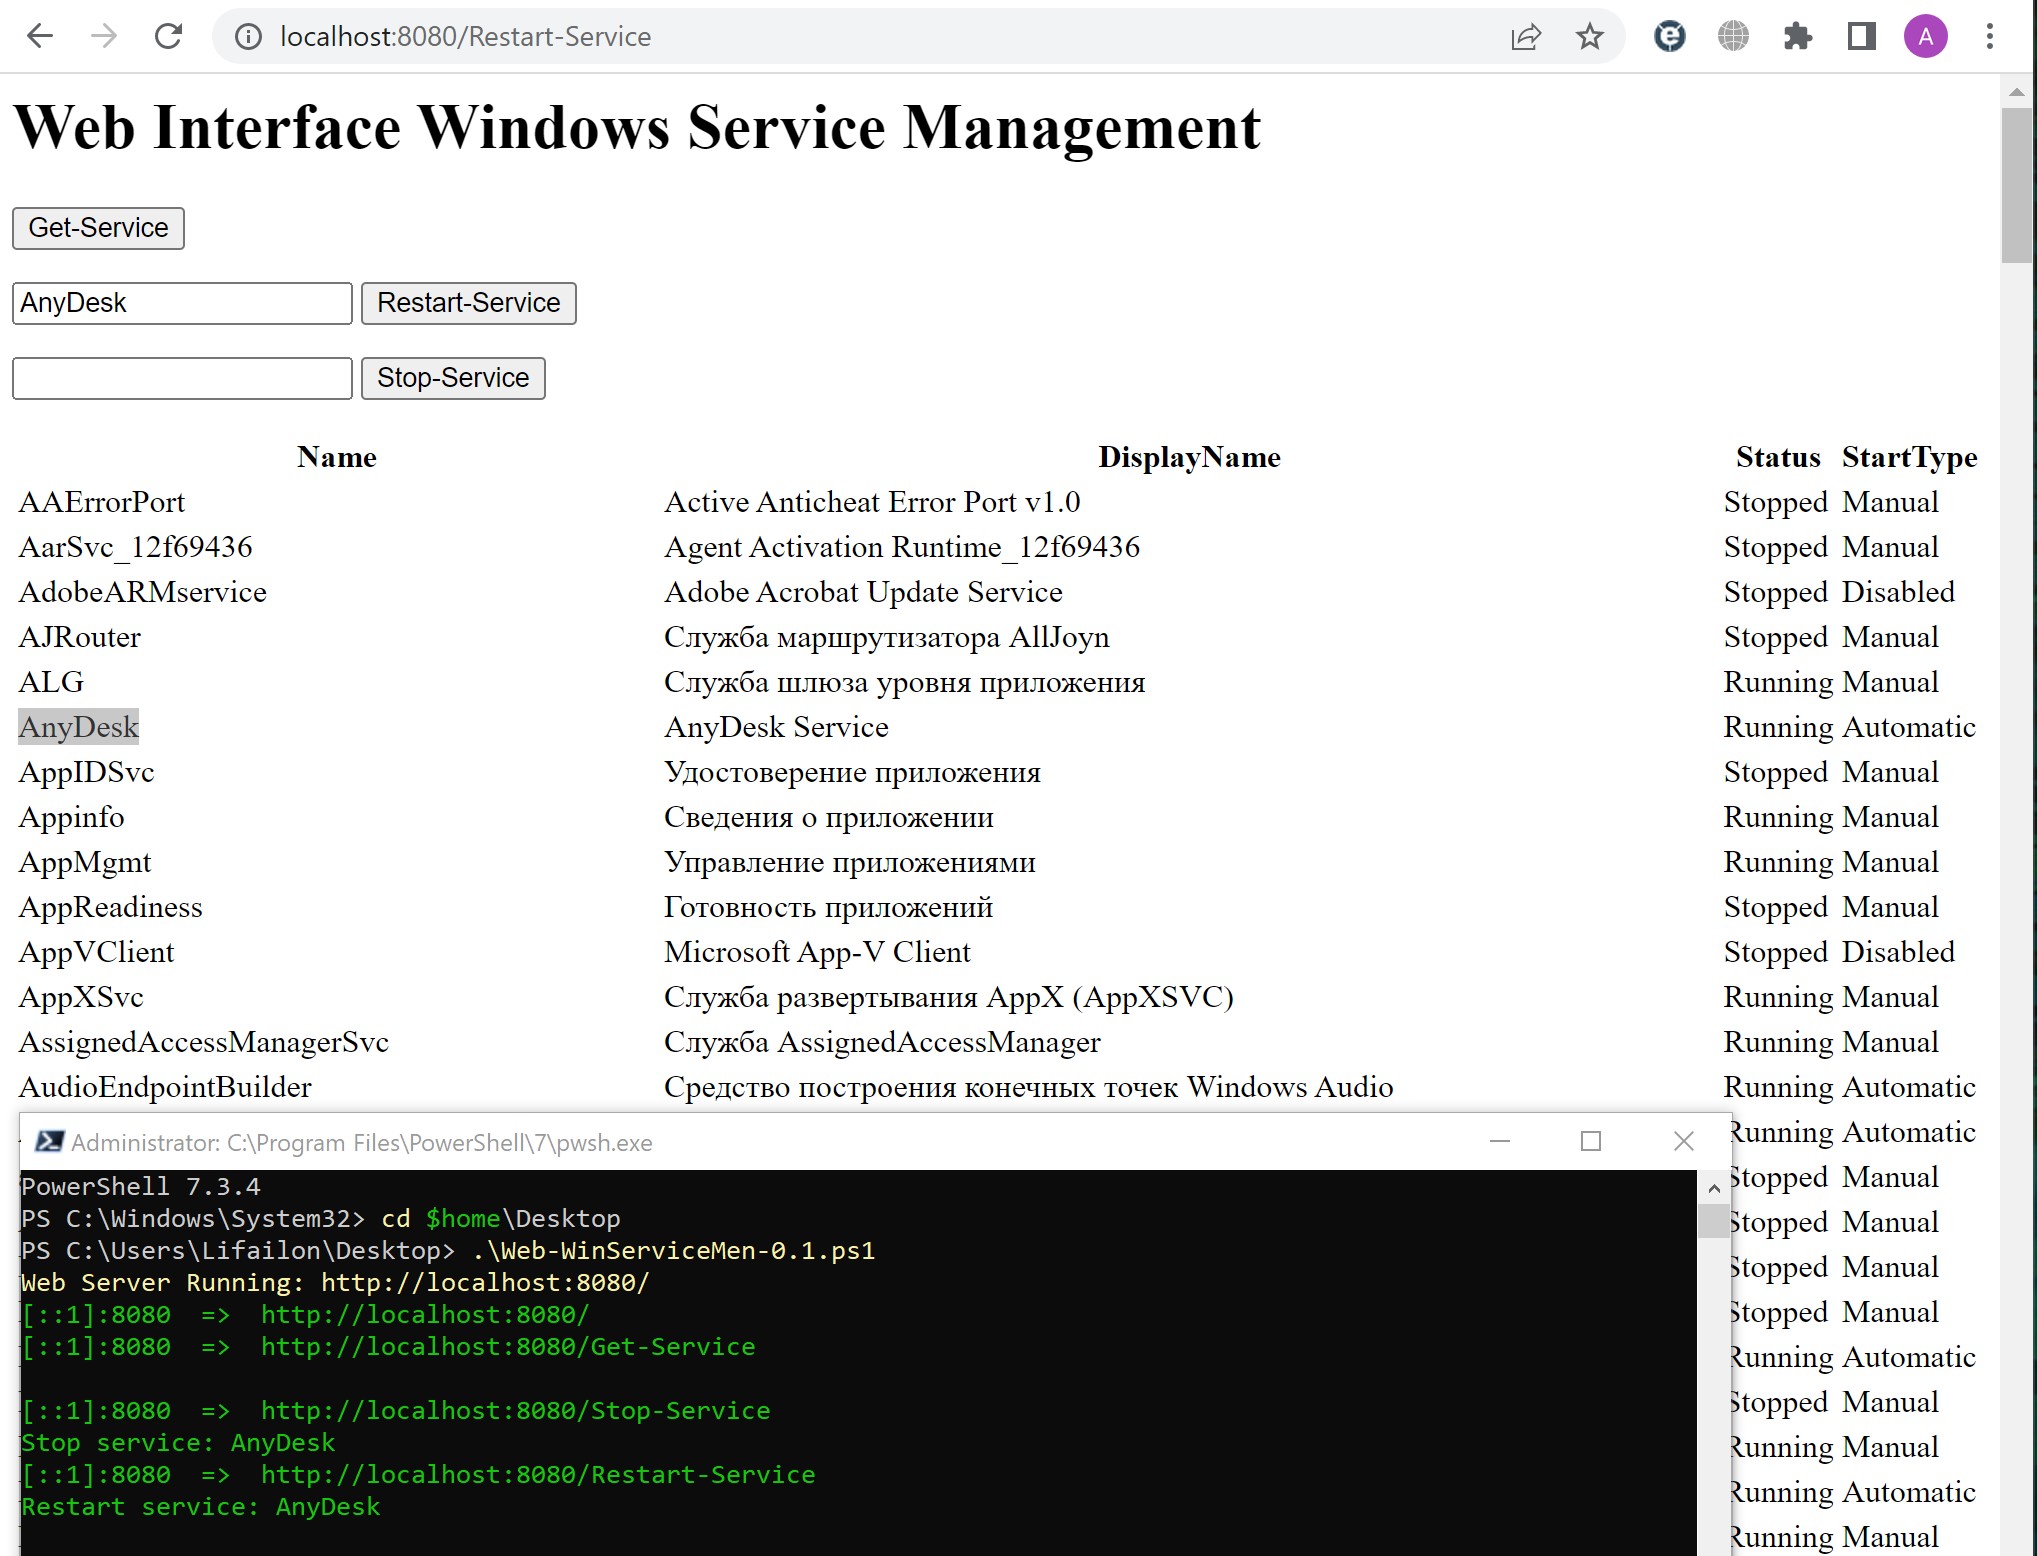 localhost:8080/Restart-Service
A
Web Interface Windows Service Management
Get-Service
AnyDesk Restart-Service
Stop-Service
Name DisplayName Status StartType
AAErrorPort Active Anticheat Error Port v1.0 Stopped Manual
AarSvc_12f69436 Agent Activation Runtime_12f69436 Stopped Manual
AdobeARMservice Adobe Acrobat Update Service Stopped Disabled
AJRouter Служба маршрутизатора AllJoyn Stopped Manual
ALG Служба шлюза уровня приложения Running Manual
AnyDesk AnyDesk Service Running Automatic
AppIDSvc Удостоверение приложения Stopped Manual
Appinfo Сведения о приложении Running Manual
AppMgmt Управление приложениями Running Manual
AppReadiness Готовность приложений Stopped Manual
AppVClient Microsoft App-V Client Stopped Disabled
AppXSvc Служба развертывания AppX (AppXSVC) Running Manual
AssignedAccessManagerSvc Служба AssignedAccessManager Running Manual
AudioEndpointBuilder Средство построения конечных точек Windows Audio Running Automatic
Running Automatic
Stopped Manual
Stopped Manual
Stopped Manual
Stopped Manual
Running Automatic
Stopped Manual
Running Manual
Running Automatic
Running Manual
Administrator: C:\Program Files\PowerShell\7\pwsh.exe
PowerShell 7.3.4
PS C:\Windows\System32> cd $home\Desktop
PS C:\Users\Lifailon\Desktop> .\Web-WinServiceMen-0.1.ps1
Web Server Running: http://localhost:8080/
[::1]:8080 => http://localhost:8080/
[::1]:8080 => http://localhost:8080/Get-Service
[::1]:8080 => http://localhost:8080/Stop-Service
Stop service: AnyDesk
[::1]:8080 => http://localhost:8080/Restart-Service
Restart service: AnyDesk